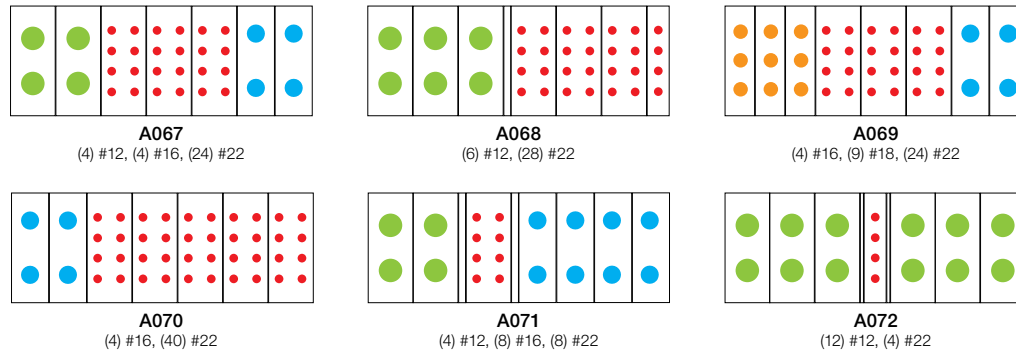 A067
(4) #12, (4) #16, (24) #22
A068
(6) #12, (28) #22
A069
(4) #16, (9) #18, (24) #22
A070
(4) #16, (40) #22
A071
(4) #12, (8) #16, (8) #22
A072
(12) #12, (4) #22